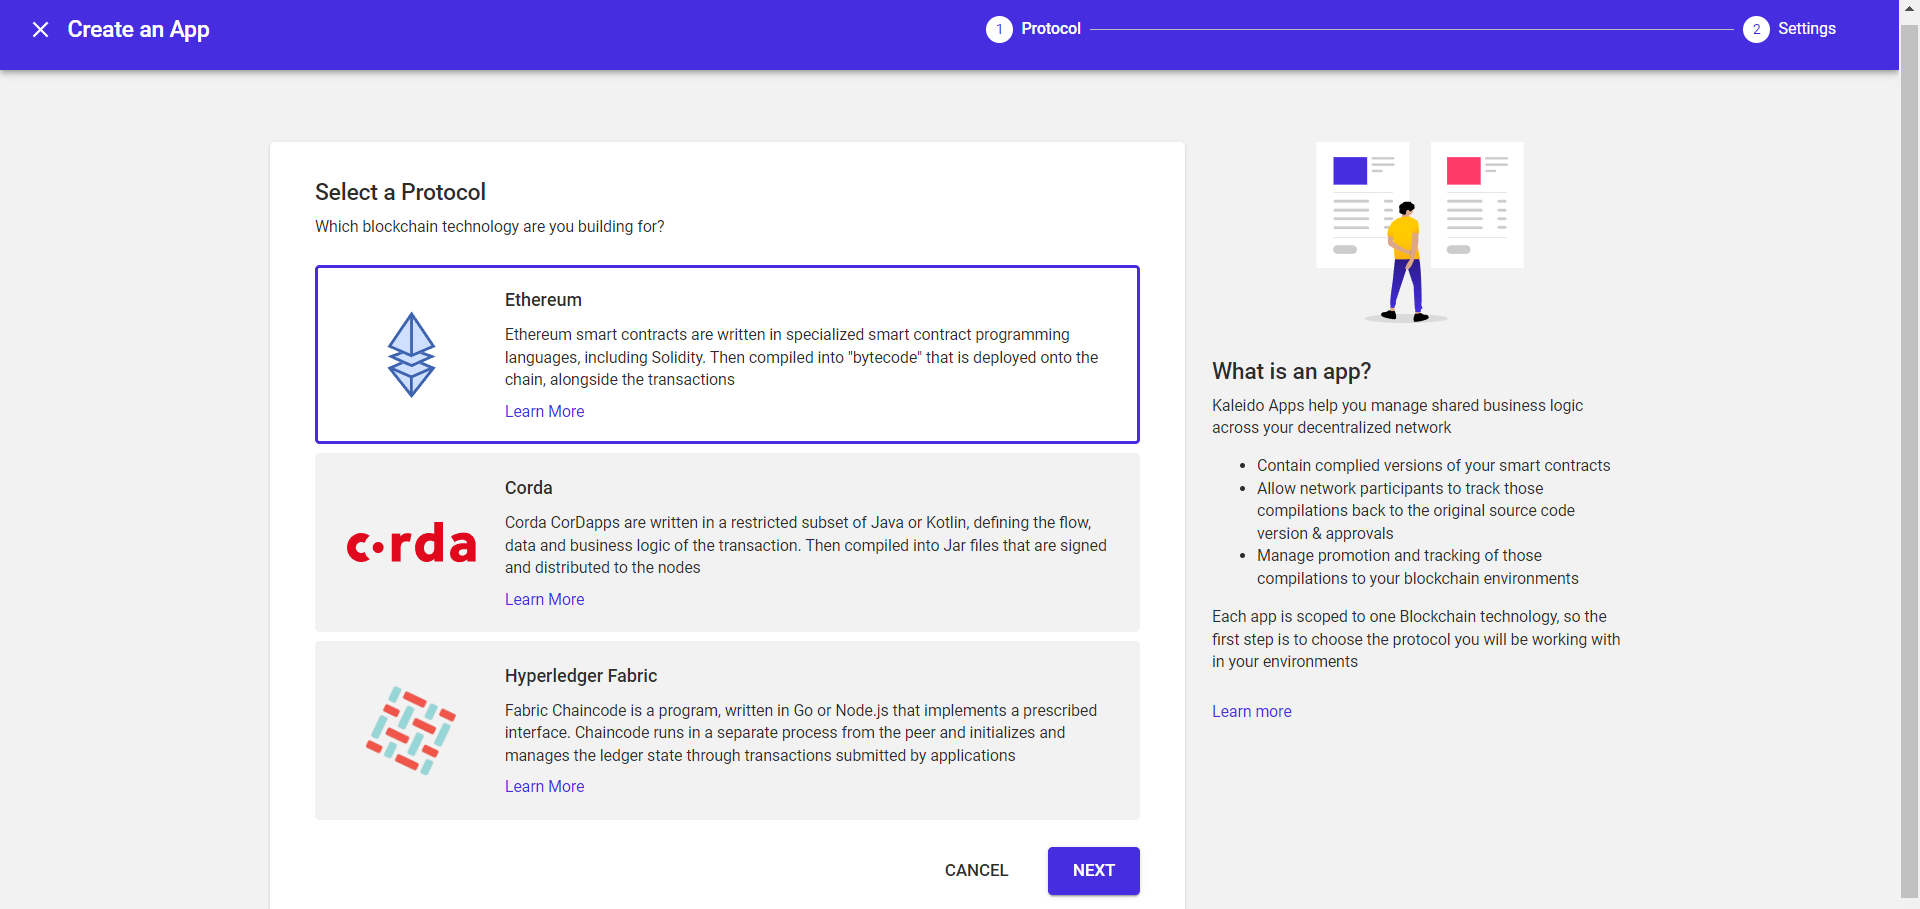 Create an App
1 Protocol
2 Settings
Select a Protocol
Which blockchain technology are you building for?
Ethereum
Ethereum smart contracts are written in specialized smart contract programming
languages, including Solidity. Then compiled into "bytecode" that is deployed onto the
chain, alongside the transactions
Learn More
corda
Corda
Corda CorDapps are written in a restricted subset of Java or Kotlin, defining the flow,
data and business logic of the transaction. Then compiled into Jar files that are signed
and distributed to the nodes
Learn More
Hyperledger Fabric
Fabric Chaincode is a program, written in Go or Node.js that implements a prescribed
interface. Chaincode runs in a separate process from the peer and initializes and
manages the ledger state through transactions submitted by applications
Learn More
CANCEL
NEXT
What is an app?
Kaleido Apps help you manage shared business logic
across your decentralized network
• Contain complied versions of your smart contracts
• Allow network participants to track those
compilations back to the original source code
version & approvals
• Manage promotion and tracking of those
compilations to your blockchain environments
Each app is scoped to one Blockchain technology, so the
first step is to choose the protocol you will be working with
in your environments
Learn more